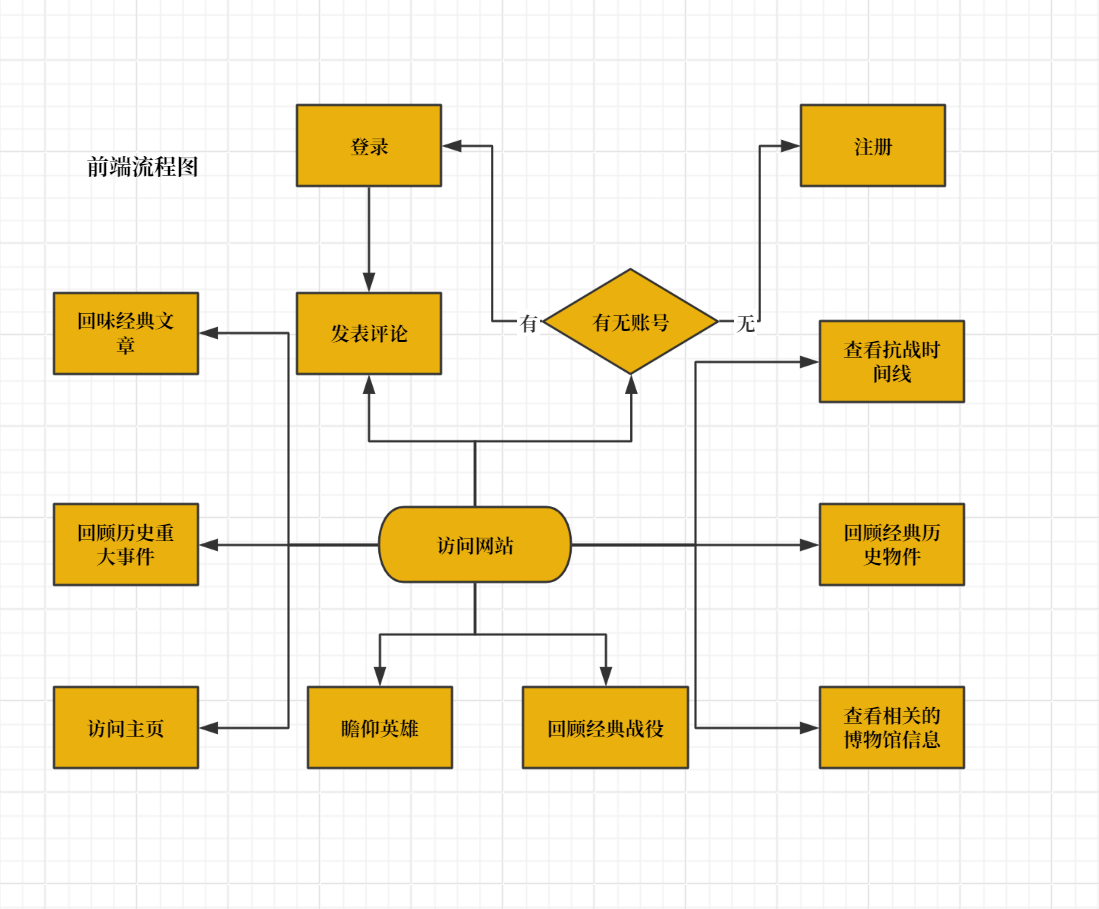 登录
注册
前端流程图
回味经典文
章
发表评论
有
有无账号
无
查看抗战时
间线
回顾历史重
大事件
访问网站
回顾经典历
史物件
访问主页
瞻仰英雄
回顾经典战役
查看相关的
博物馆信息